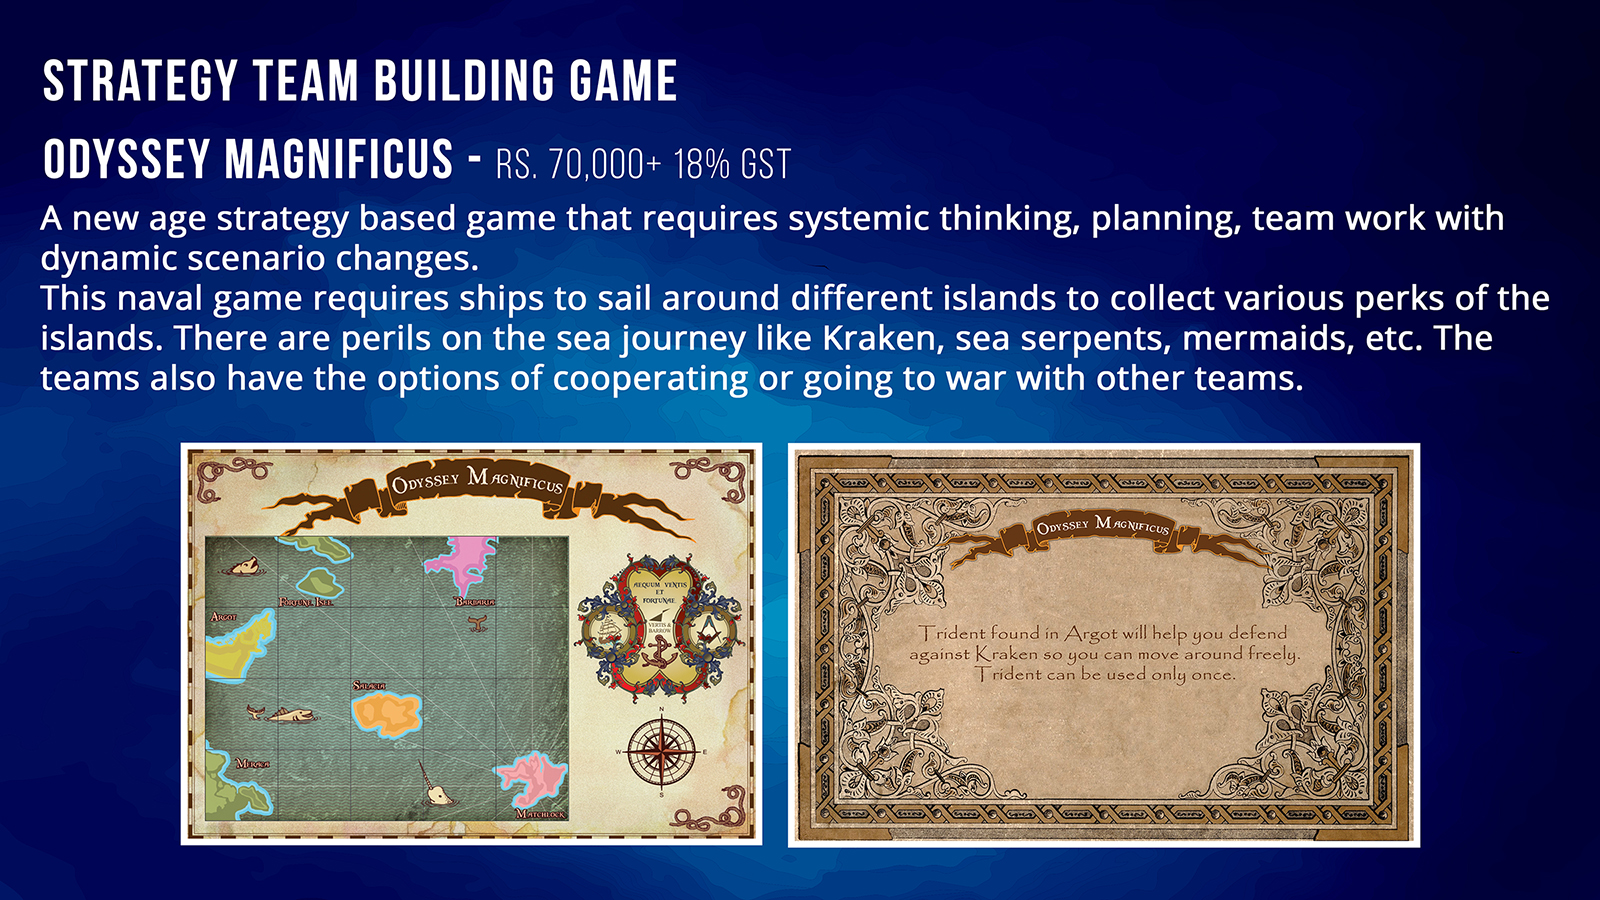 STRATEGY TEAM BUILDING GAME
ODYSSEY MAGNIFICUS - RS. 70,000+ 18% GST
A new age strategy based game that requires systemic thinking, planning, team work with
dynamic scenario changes.
This naval game requires ships to sail around different islands to collect various perks of the
islands. There are perils on the sea journey like Kraken, sea serpents, mermaids, etc. The
teams also have the options of cooperating or going to war with other teams.
Odyssey Magnificus
Fortune Isel
Barbaria
Argot
Salacia
Meraca
Matchlock
AEQUUM VENTIS
ET
FORTUNAE
VERTIS &
BARROW
N
W E
S
Odyssey Magnificus
Trident found in Argot will help you defend
against Kraken so you can move around freely.
Trident can be used only once.